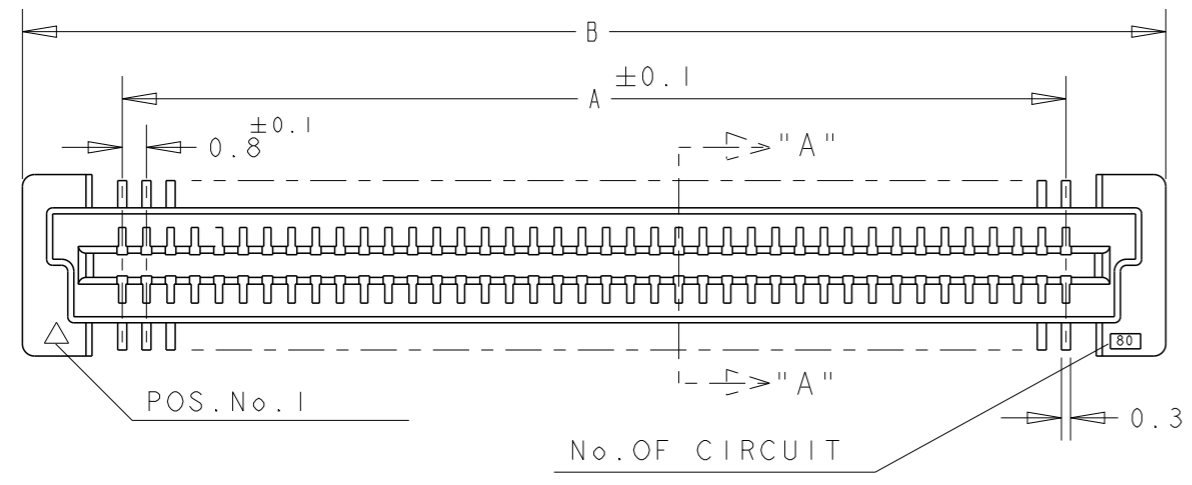 B
±0.1
A
±0.1
0.8
"A"
80
"A"
POS.No.1
0.3
No.OF CIRCUIT